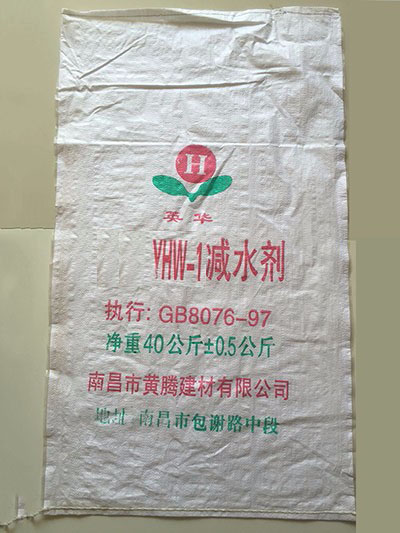 H
英华
YHW-1减水剂
执行: GB8076-97
净重40公斤±0.5公斤
南昌市黄腾建材有限公司
地址 南昌市包谢路中段